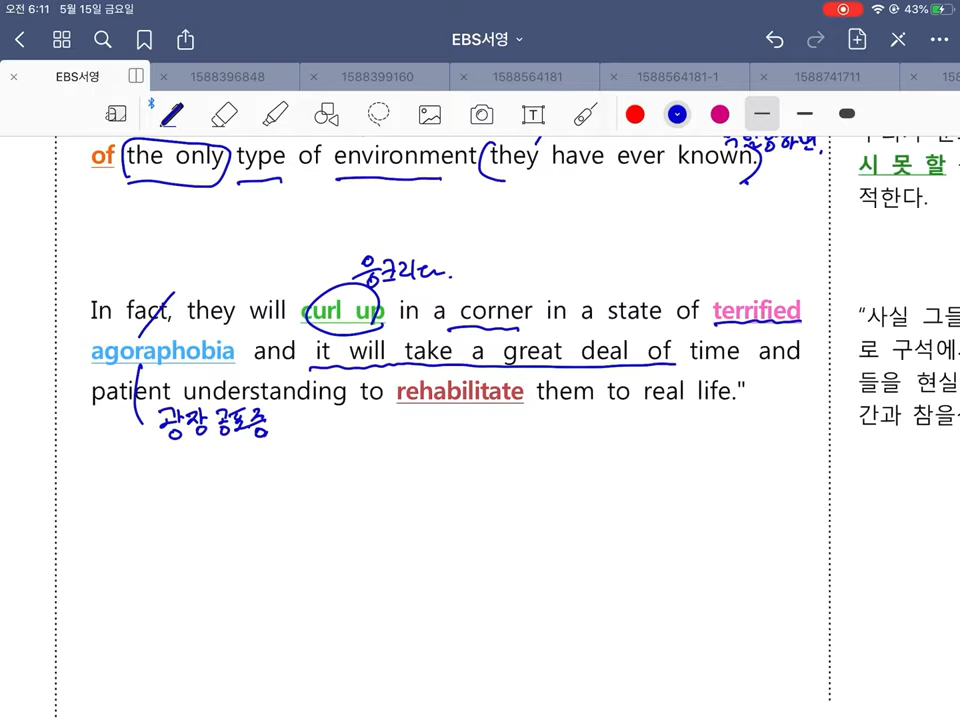 오전 6:11 5월 15일 금요일
43%
EBS서영
EBS서영
1588396848
1588399160
1588564181
1588564181-1
1588741711
of the only type of environment they have ever known.
시 못 할
적한다.
웅크리다.
In fact, they will curl up in a corner in a state of terrified
agoraphobia and it will take a great deal of time and
patient understanding to rehabilitate them to real life."
광장 공포증
“사실 그들
로 구석에
들을 현실
간과 참을